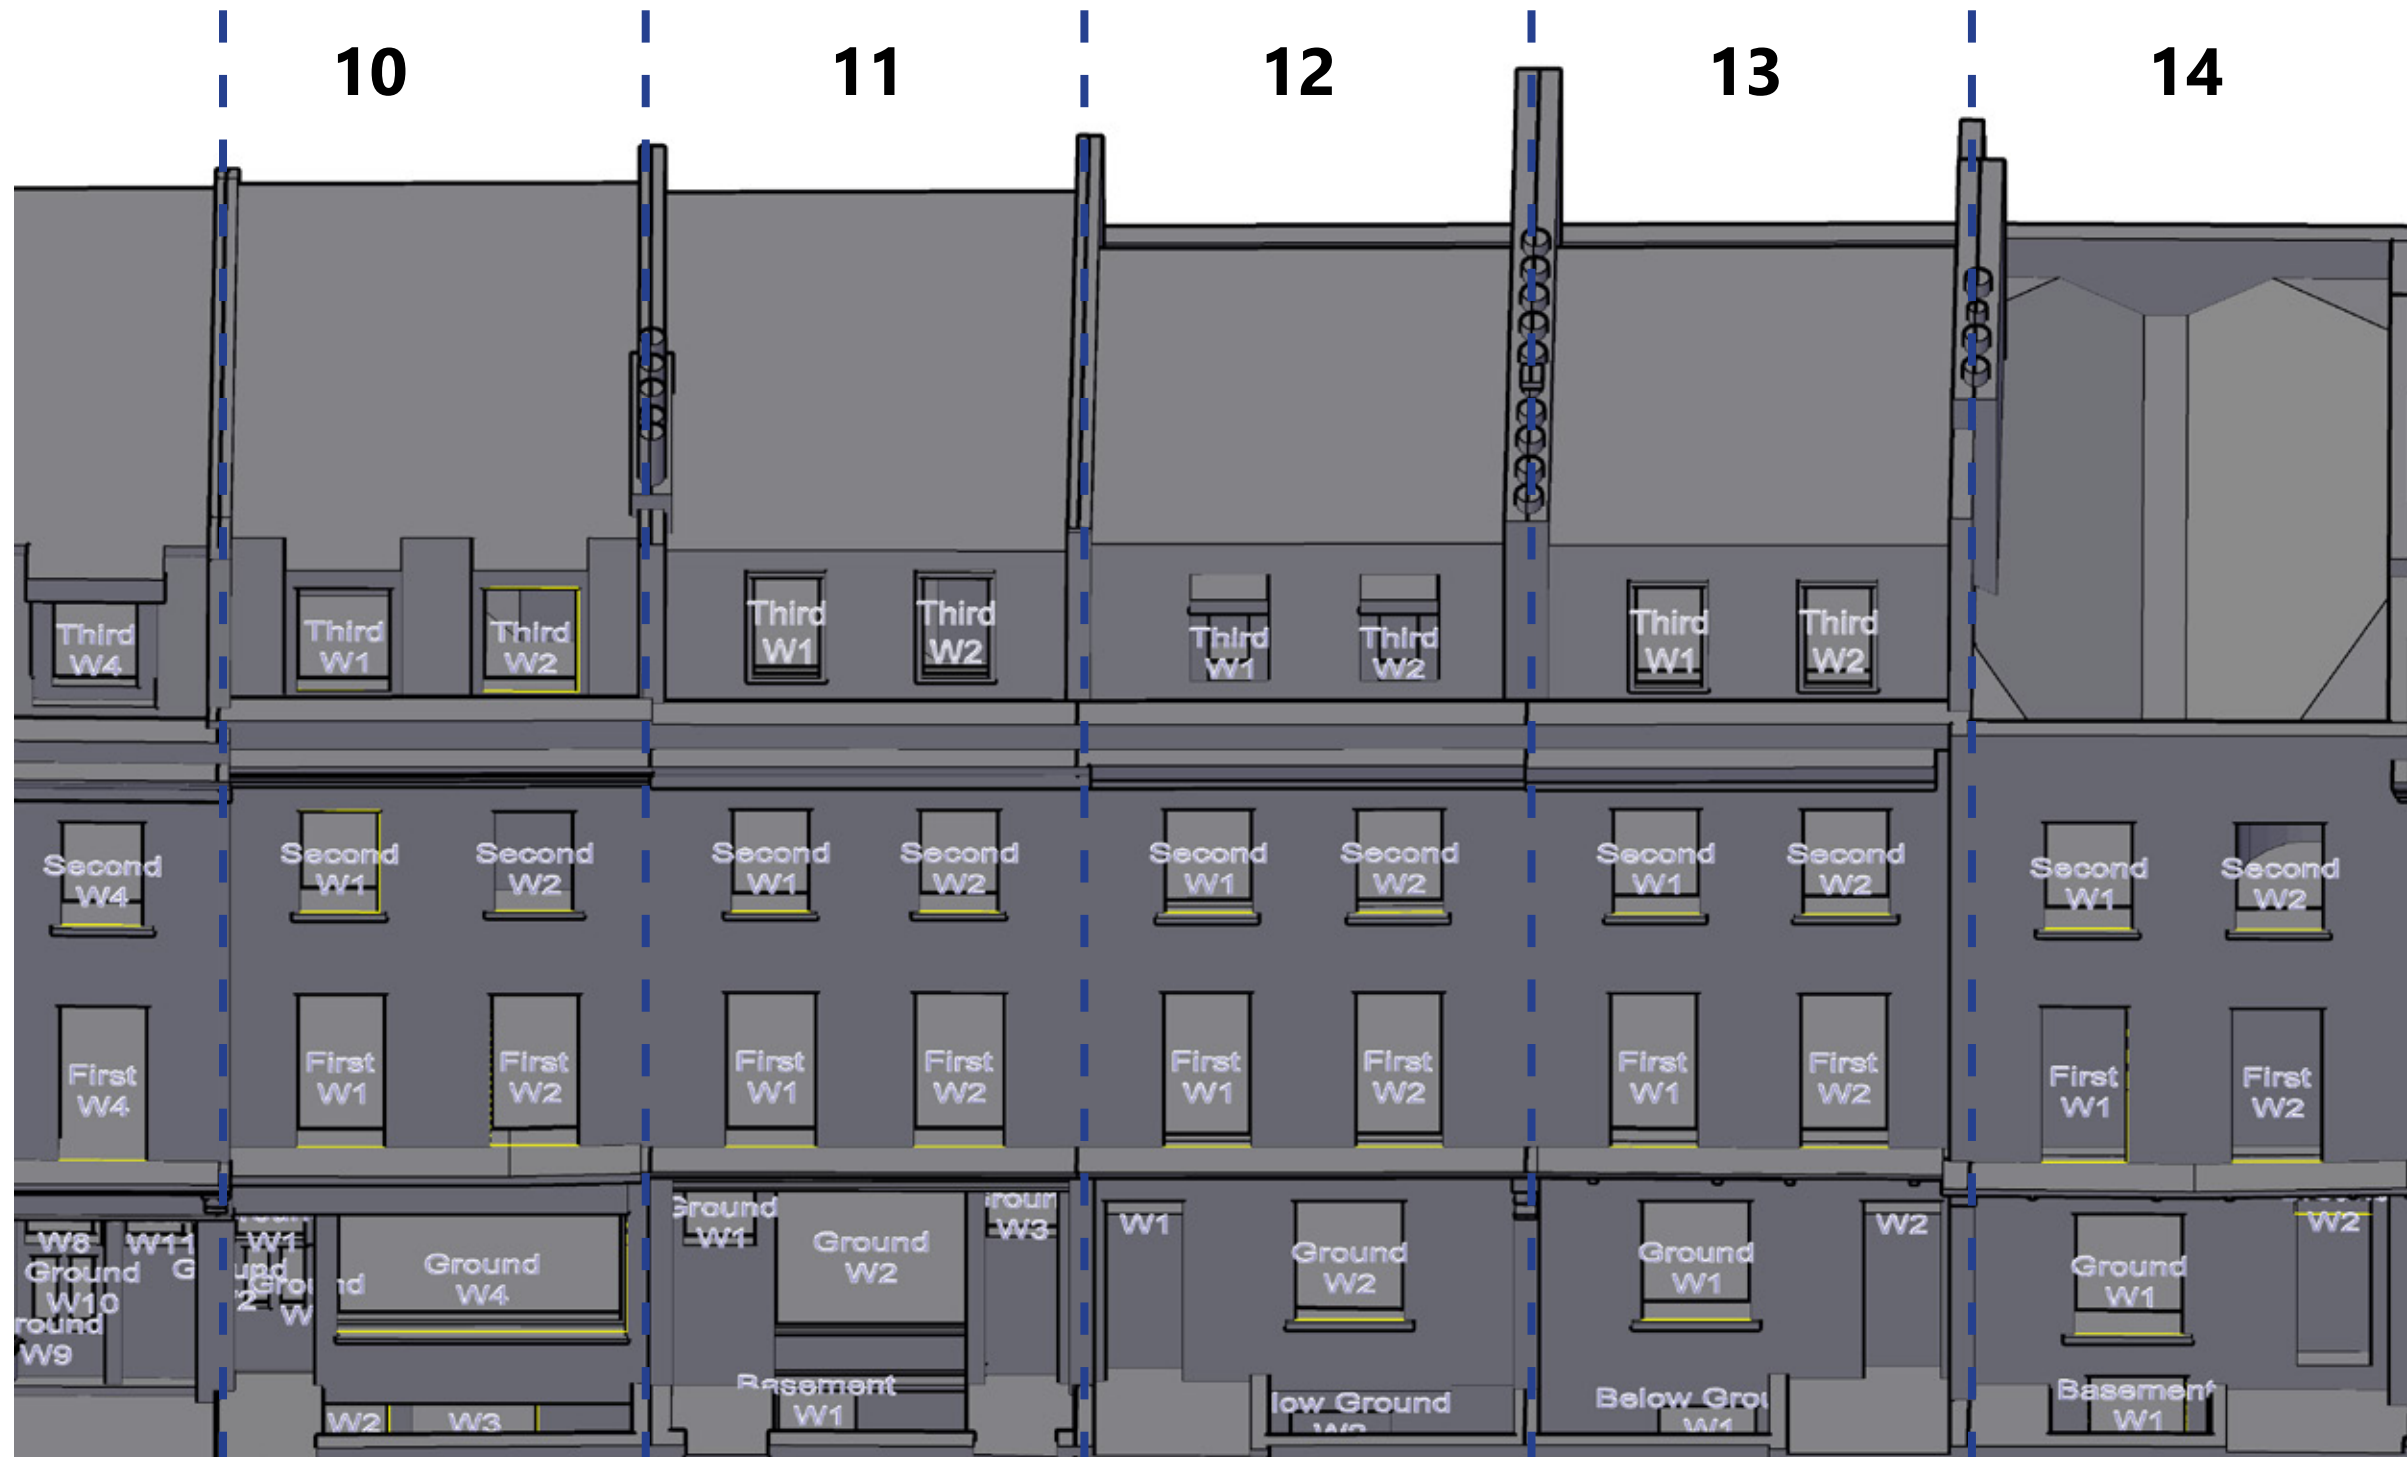 10 11 12 13 14
Third Third Third Third Third Third Third Third Third
W4 W1 W2 W1 W2 W1 W2 W1 W2
Second Second Second Second Second Second Second Second Second Second Second
W4 W1 W2 W1 W2 W1 W2 W1 W2 W1 W2
First First First First First First First First First First First
W4 W1 W2 W1 W2 W1 W2 W1 W2 W1 W2
Ground
W1
W3
W1
W2
W2
W8 W11 W1
Ground
W10
Ground
W4
Ground
W2
Ground
W2
Ground
W1
Ground
W1
W9
W2 W3
Basement
W1
Ground
Below
W1
Basement
W1